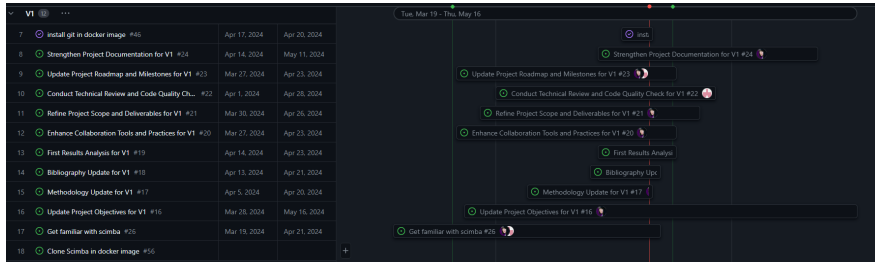 V1 12 ... Tue, Mar 19 - Thu, May 16
7 install git in docker image #46 Apr 17, 2024 Apr 20, 2024 inst
8 Strengthen Project Documentation for V1 #24 Apr 14, 2024 May 11, 2024 Strengthen Project Documentation for V1 #24
9 Update Project Roadmap and Milestones for V1 #23 Mar 27, 2024 Apr 23, 2024 Update Project Roadmap and Milestones for V1 #23
10 Conduct Technical Review and Code Quality Ch... #22 Apr 1, 2024 Apr 28, 2024 Conduct Technical Review and Code Quality Check for V1 #22
11 Refine Project Scope and Deliverables for V1 #21 Mar 30, 2024 Apr 26, 2024 Refine Project Scope and Deliverables for V1 #21
12 Enhance Collaboration Tools and Practices for V1 #20 Mar 27, 2024 Apr 23, 2024 Enhance Collaboration Tools and Practices for V1 #20
13 First Results Analysis for V1 #19 Apr 14, 2024 Apr 23, 2024 First Results Analysi
14 Bibliography Update for V1 #18 Apr 13, 2024 Apr 21, 2024 Bibliography Upd
15 Methodology Update for V1 #17 Apr 5, 2024 Apr 20, 2024 Methodology Update for V1 #17
16 Update Project Objectives for V1 #16 Mar 28, 2024 May 16, 2024 Update Project Objectives for V1 #16
17 Get familiar with scimba #26 Mar 19, 2024 Apr 21, 2024 Get familiar with scimba #26
18 Clone Scimba in docker image #56 +